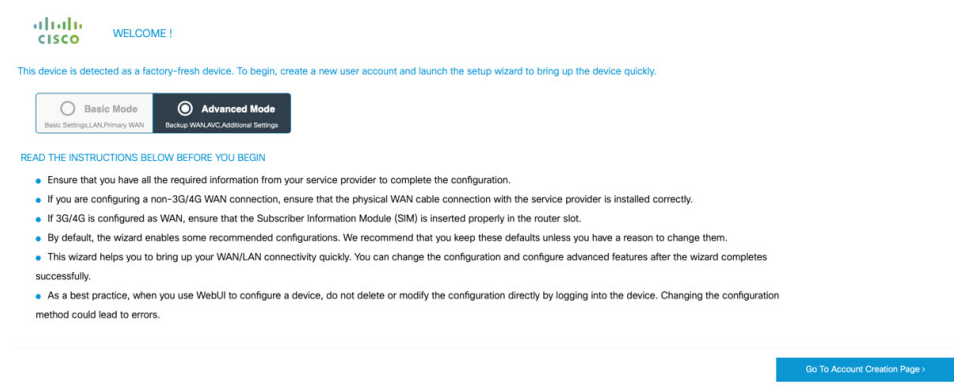 CISCO
WELCOME !
This device is detected as a factory-fresh device. To begin, create a new user account and launch the setup wizard to bring up the device quickly.
Basic Mode
Basic Settings,LAN,Primary WAN
Advanced Mode
Backup WAN,AVC,Additional Settings
READ THE INSTRUCTIONS BELOW BEFORE YOU BEGIN
Ensure that you have all the required information from your service provider to complete the configuration.
If you are configuring a non-3G/4G WAN connection, ensure that the physical WAN cable connection with the service provider is installed correctly.
If 3G/4G is configured as WAN, ensure that the Subscriber Information Module (SIM) is inserted properly in the router slot.
By default, the wizard enables some recommended configurations. We recommend that you keep these defaults unless you have a reason to change them.
This wizard helps you to bring up your WAN/LAN connectivity quickly. You can change the configuration and configure advanced features after the wizard completes
successfully.
As a best practice, when you use WebUI to configure a device, do not delete or modify the configuration directly by logging into the device. Changing the configuration
method could lead to errors.
Go To Account Creation Page ›